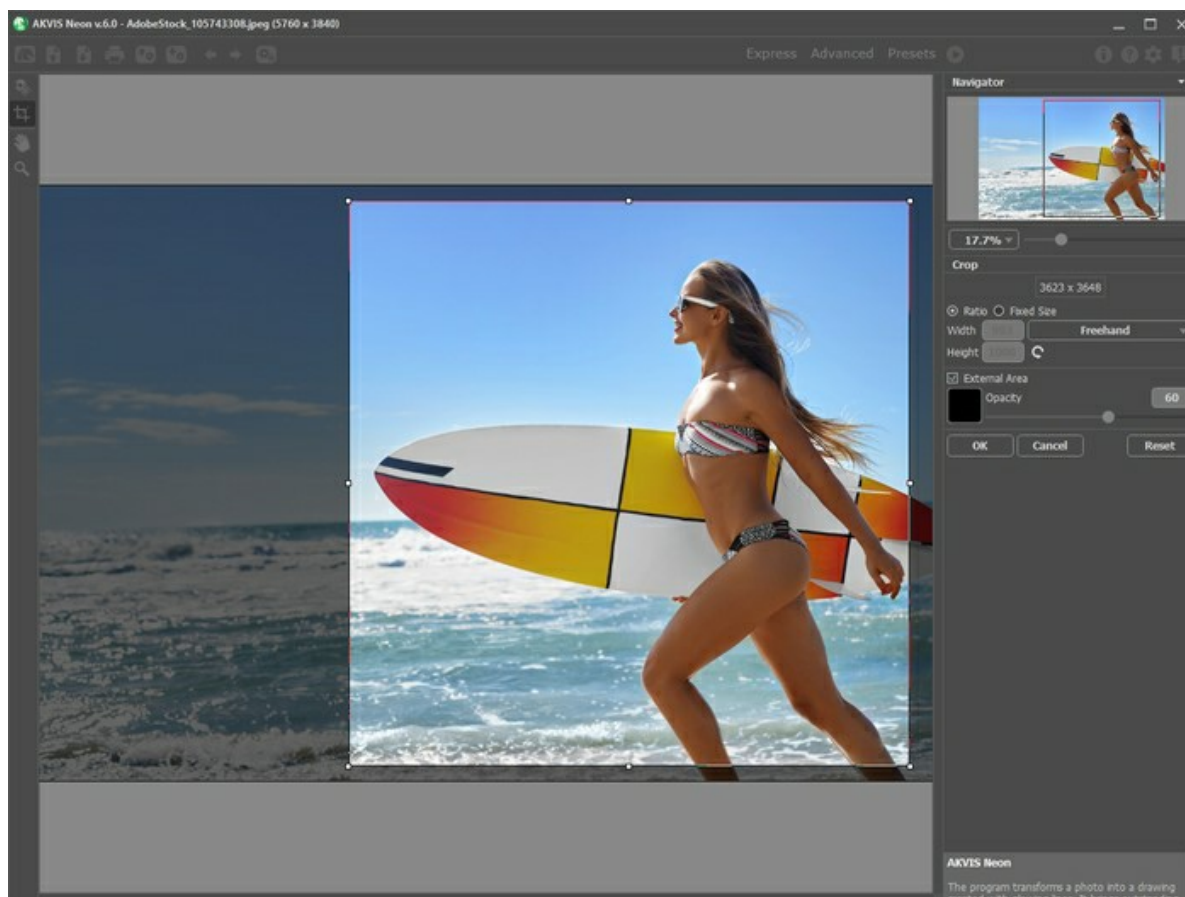 AKVIS Neon v.6.0 - AdobeStock_105743308.jpeg (5760 x 3840)
Express Advanced Presets
Navigator
17.7%
Crop
3623 x 3648
Ratio Fixed Size
Width Freehand
Height
External Area
Opacity 60
OK Cancel Reset
AKVIS Neon
The program transforms a photo into a drawing